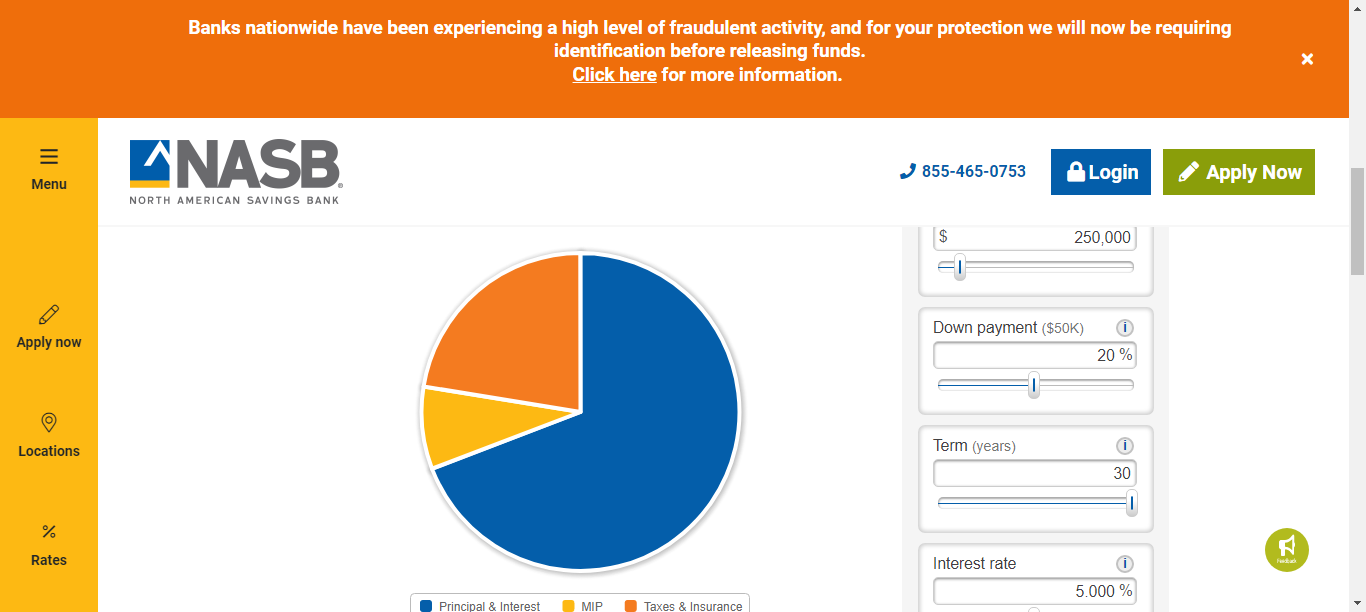 Banks nationwide have been experiencing a high level of fraudulent activity, and for your protection we will now be requiring
identification before releasing funds.
Click here for more information.
Menu
NASB®
NORTH AMERICAN SAVINGS BANK
855-465-0753
Login
Apply Now
Apply now
Locations
Rates
$ 250,000
Down payment ($50K)
20 %
Term (years)
30
Interest rate
5.000 %
Principal & Interest
MIP
Taxes & Insurance
Feedback